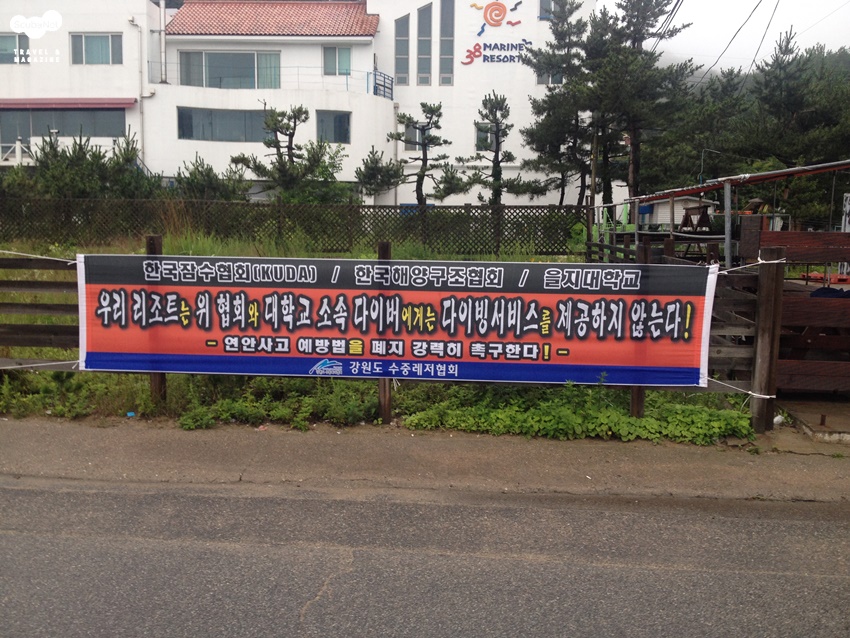 TRAVEL &
MAGAZINE
38 MARINE
RESORT
한국잠수협회(KUDA) / 한국해양구조협회 / 을지대학교
우리 리조트는 위 협회와 대학교 소속 다이버에게는 다이빙서비스를 제공하지 않는다!
- 연안사고 예방법을 폐지 강력히 촉구한다! -
강원도 수중레저협회